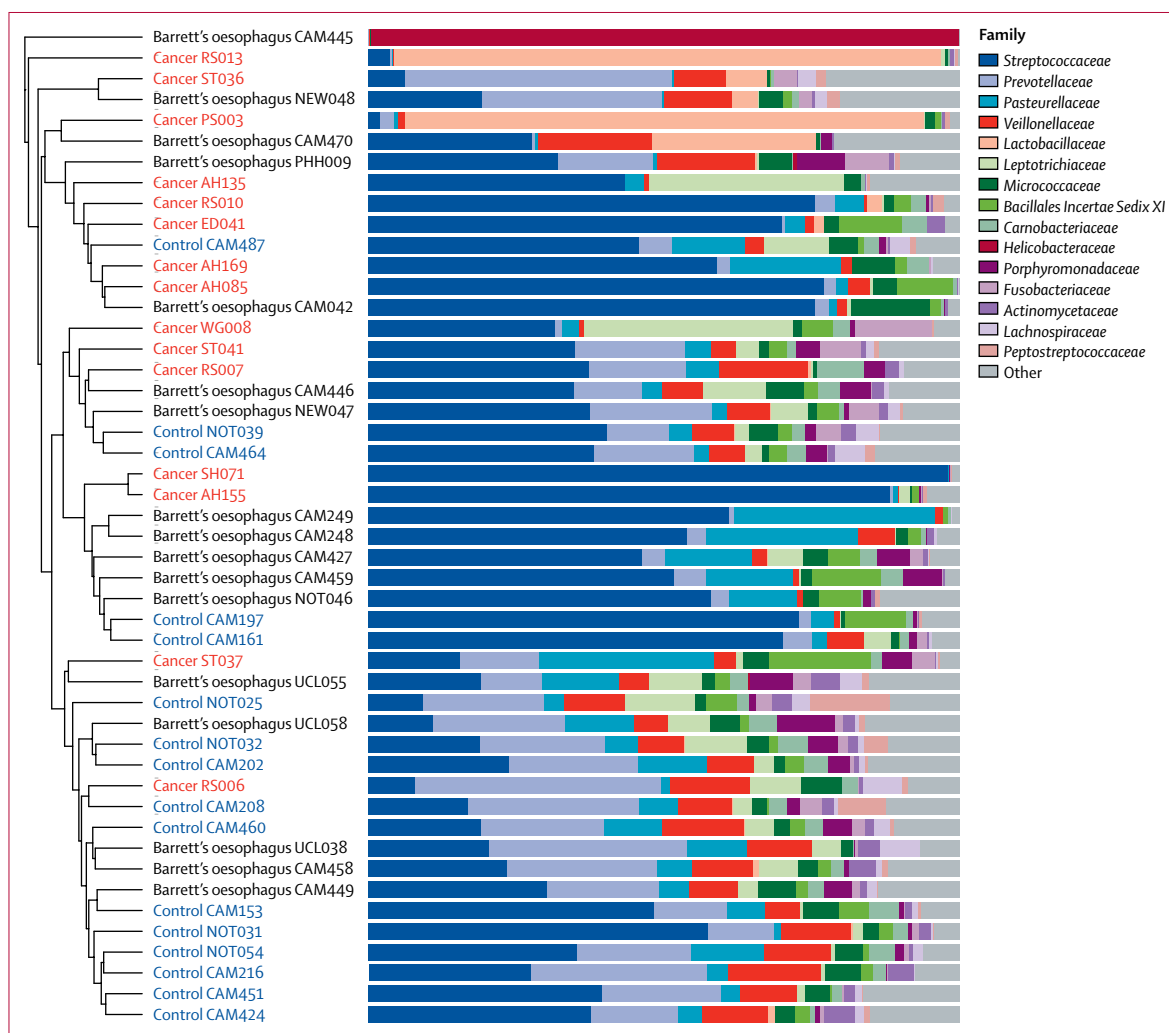 Barrett's oesophagus CAM445
Cancer RS013
Cancer ST036
Barrett's oesophagus NEW048
Cancer PS003
Barrett's oesophagus CAM470
Barrett's oesophagus PHH009
Cancer AH135
Cancer RS010
Cancer ED041
Control CAM487
Cancer AH169
Cancer AH085
Barrett's oesophagus CAM042
Cancer WG008
Cancer ST041
Cancer RS007
Barrett's oesophagus CAM446
Barrett's oesophagus NEW047
Control NOT039
Control CAM464
Cancer SH071
Cancer AH155
Barrett's oesophagus CAM249
Barrett's oesophagus CAM248
Barrett's oesophagus CAM427
Barrett's oesophagus CAM459
Barrett's oesophagus NOT046
Control CAM197
Control CAM161
Cancer ST037
Barrett's oesophagus UCL055
Control NOT025
Barrett's oesophagus UCL058
Control NOT032
Control CAM202
Cancer RS006
Control CAM208
Control CAM460
Barrett's oesophagus UCL038
Barrett's oesophagus CAM458
Barrett's oesophagus CAM449
Control CAM153
Control NOT031
Control NOT054
Control CAM216
Control CAM451
Control CAM424
Family
Streptococcaceae
Prevotellaceae
Pasteurellaceae
Veillonellaceae
Lactobacillaceae
Leptotrichiaceae
Micrococcaceae
Bacillales Incertae Sedix XI
Carnobacteriaceae
Helicobacteraceae
Porphyromonadaceae
Fusobacteriaceae
Actinomycetaceae
Lachnospiraceae
Peptostreptococcaceae
Other